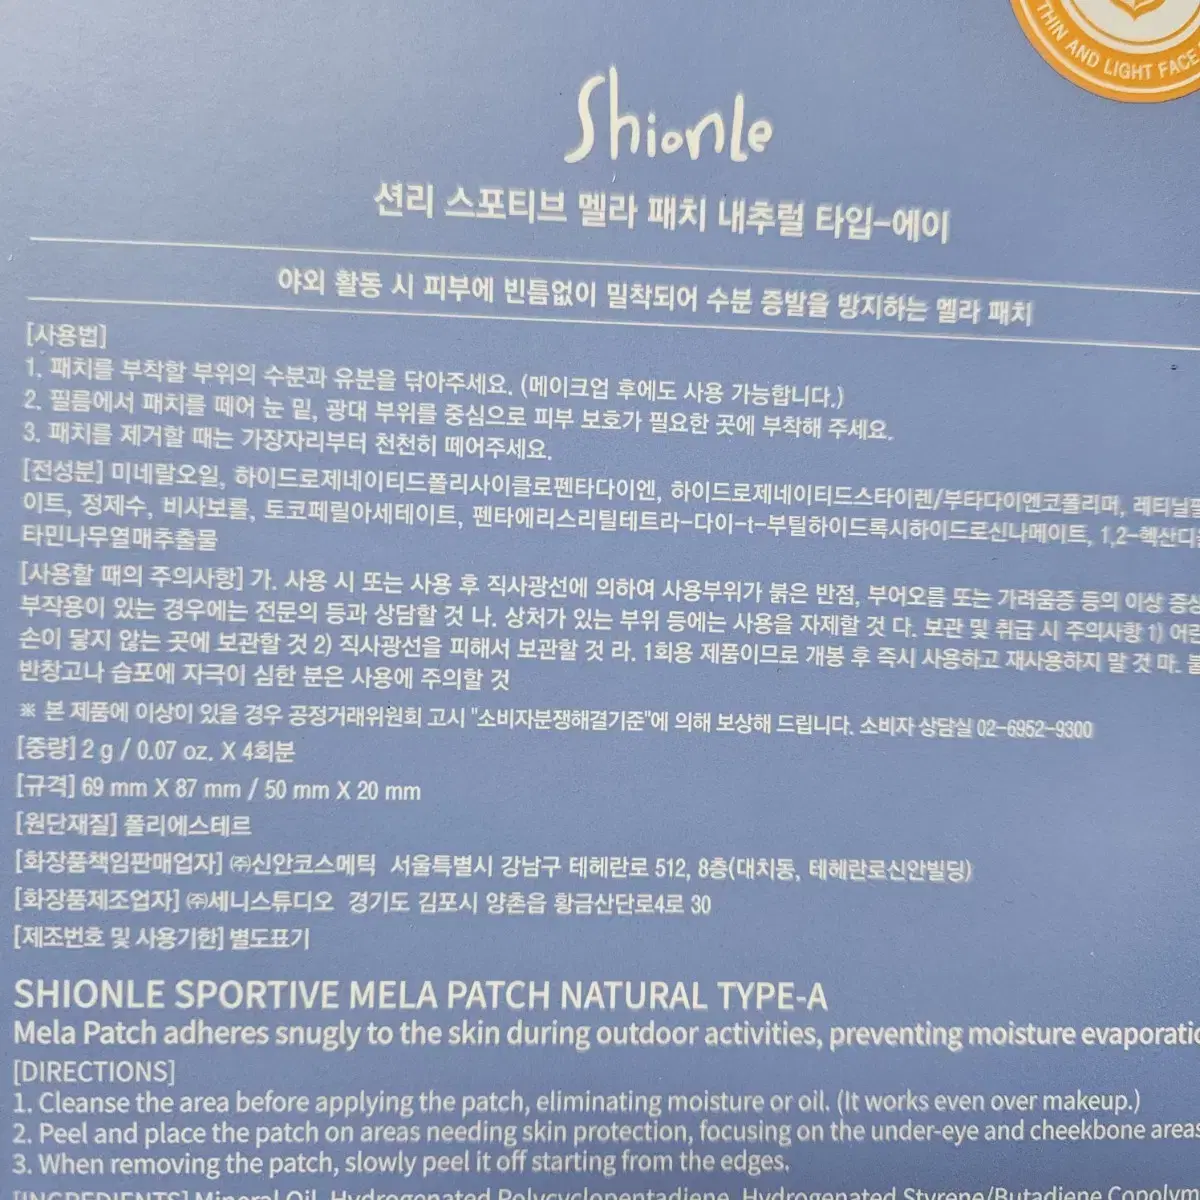 THIN AND LIGHT FACE
Shionle
션리 스포티브 멜라 패치 내추럴 타입-에이
야외 활동 시 피부에 빈틈없이 밀착되어 수분 증발을 방지하는 멜라 패치
[사용법]
1. 패치를 부착할 부위의 수분과 유분을 닦아주세요. (메이크업 후에도 사용 가능합니다.)
2. 필름에서 패치를 떼어 눈 밑, 광대 부위를 중심으로 피부 보호가 필요한 곳에 부착해 주세요.
3. 패치를 제거할 때는 가장자리부터 천천히 떼어주세요.
[전성분] 미네랄오일, 하이드로제네이티드폴리사이클로펜타다이엔, 하이드로제네이티드스타이렌/부타다이엔코폴리머, 레티닐팔
이트, 정제수, 비사보롤, 토코페릴아세테이트, 펜타에리스리틸테트라-다이-t-부틸하이드록시하이드로신나메이트, 1,2-헥산디올
타민나무열매추출물
[사용할 때의 주의사항] 가. 사용 시 또는 사용 후 직사광선에 의하여 사용부위가 붉은 반점, 부어오름 또는 가려움증 등의 이상 증상
부작용이 있는 경우에는 전문의 등과 상담할 것 나. 상처가 있는 부위 등에는 사용을 자제할 것 다. 보관 및 취급 시 주의사항 1) 어린
손이 닿지 않는 곳에 보관할 것 2) 직사광선을 피해서 보관할 것 라. 1회용 제품이므로 개봉 후 즉시 사용하고 재사용하지 말 것 마.
반창고나 습포에 자극이 심한 분은 사용에 주의할 것
※ 본 제품에 이상이 있을 경우 공정거래위원회 고시 "소비자분쟁해결기준"에 의해 보상해 드립니다. 소비자 상담실 02-6952-9300
[중량] 2 g / 0.07 oz. X 4회분
[규격] 69 mm X 87 mm / 50 mm X 20 mm
[원단재질] 폴리에스테르
[화장품책임판매업자] ㈜신안코스메틱 서울특별시 강남구 테헤란로 512, 8층(대치동, 테헤란로신안빌딩)
[화장품제조업자] ㈜세니스튜디오 경기도 김포시 양촌읍 황금산단로4로 30
[제조번호 및 사용기한] 별도표기
SHIONLE SPORTIVE MELA PATCH NATURAL TYPE-A
Mela Patch adheres snugly to the skin during outdoor activities, preventing moisture evaporatio
[DIRECTIONS]
1. Cleanse the area before applying the patch, eliminating moisture or oil. (It works even over makeup.)
2. Peel and place the patch on areas needing skin protection, focusing on the under-eye and cheekbone areas
3. When removing the patch, slowly peel it off starting from the edges.
[INGREDIENTS] Mineral Oil, Hydrogenated Polycyclopentadiene, Hydrogenated Styrene/Butadiene Copolym